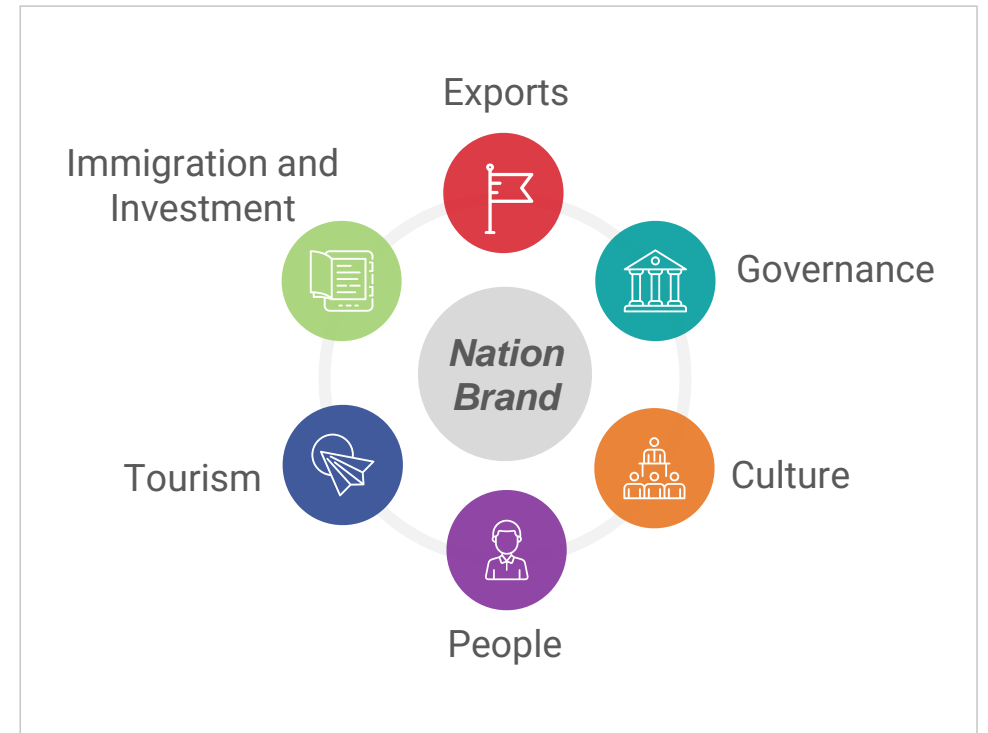 Exports
Immigration and
Investment
Governance
Nation
Brand
Tourism
Culture
People